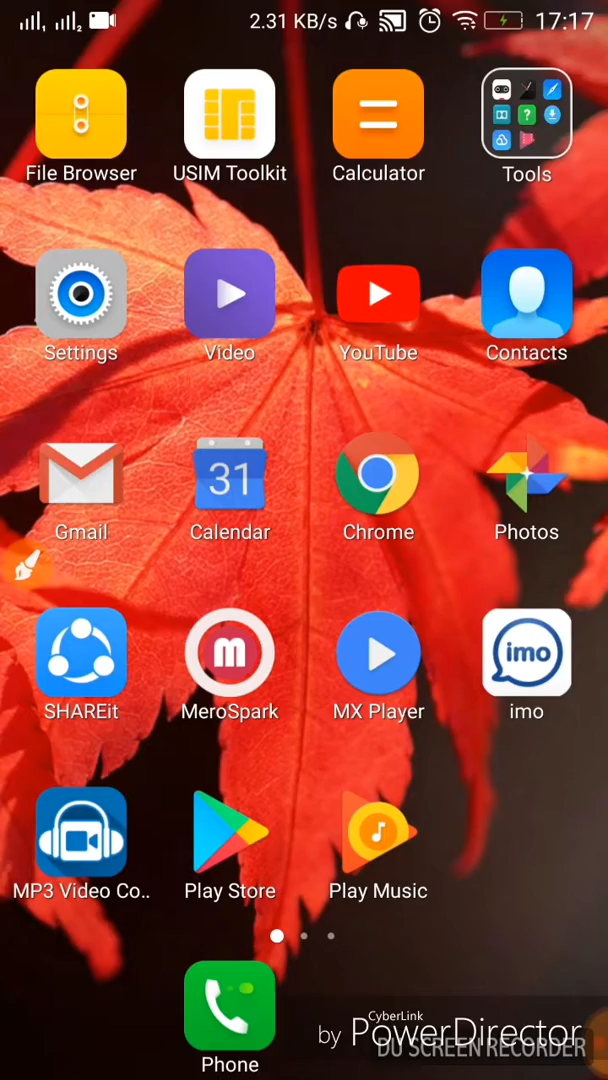 2.31 KB/s 17:17
File Browser USIM Toolkit Calculator Tools
Settings Video YouTube Contacts
31
Gmail Calendar Chrome Photos
m imo
SHAREit MeroSpark MX Player imo
MP3 Video Co.. Play Store Play Music
CyberLink
by PowerDirector
DU SCREEN RECORDER
Phone